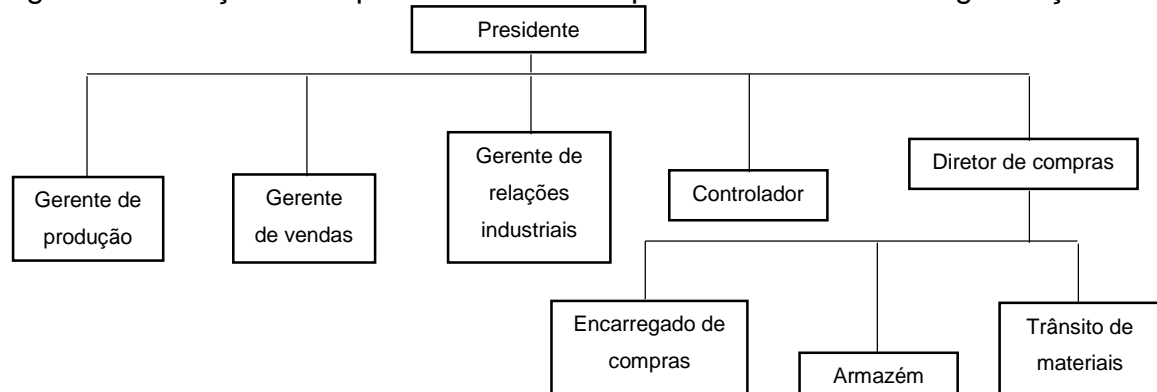 Presidente
Gerente de
produção
Gerente
de vendas
Gerente de
relações
industriais
Controlador
Diretor de compras
Encarregado de
compras
Armazém
Trânsito de
materiais